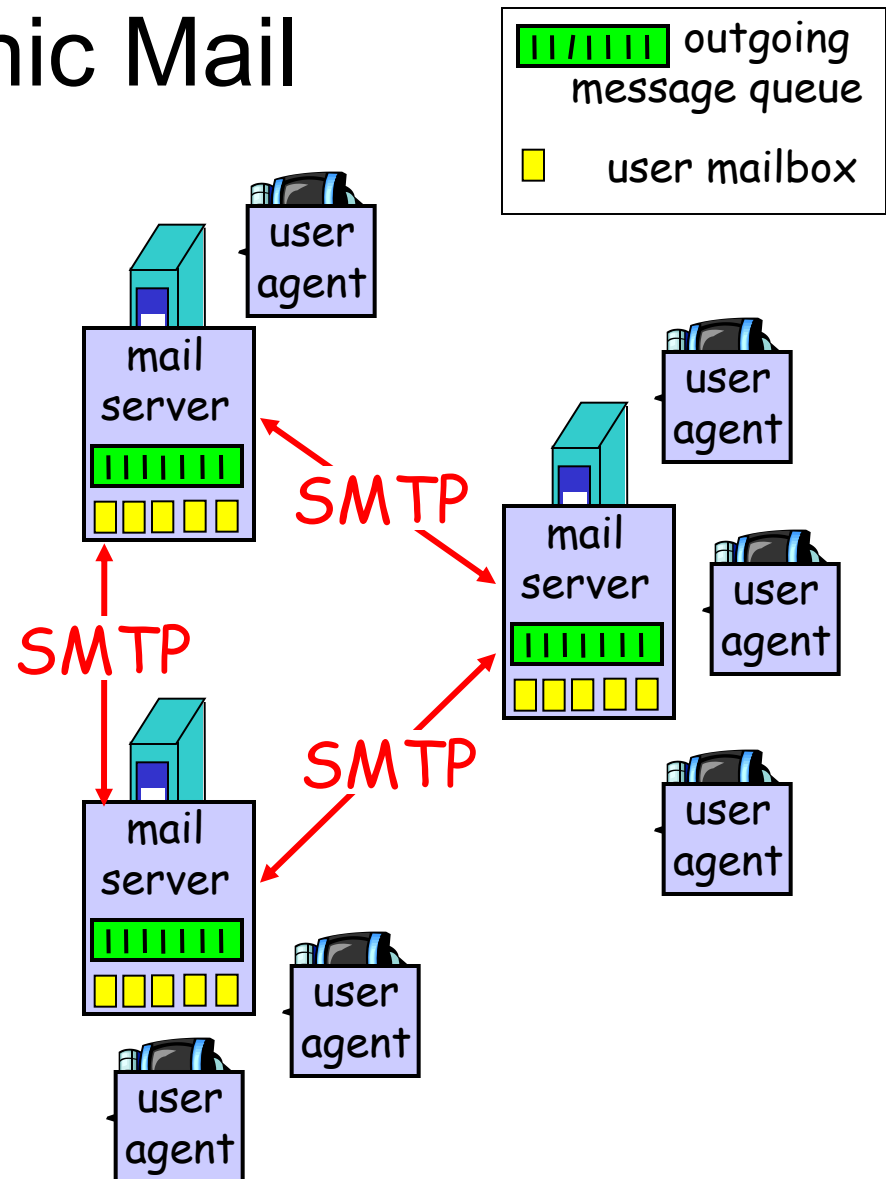 nic Mail
outgoing
message queue
user mailbox
user
agent
mail
server
user
agent
SMTP
mail
server
user
agent
SMTP
SMTP
user
agent
mail
server
user
agent
user
agent